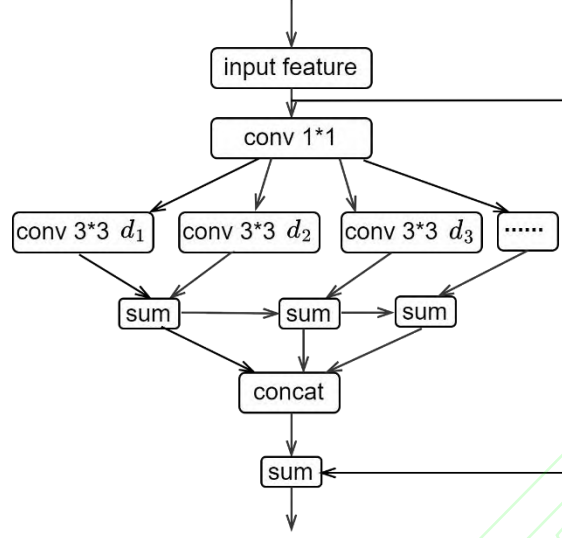 input feature
conv 1*1
conv 3*3 d₁
conv 3*3 d₂
conv 3*3 d₃
······
sum
sum
sum
concat
sum